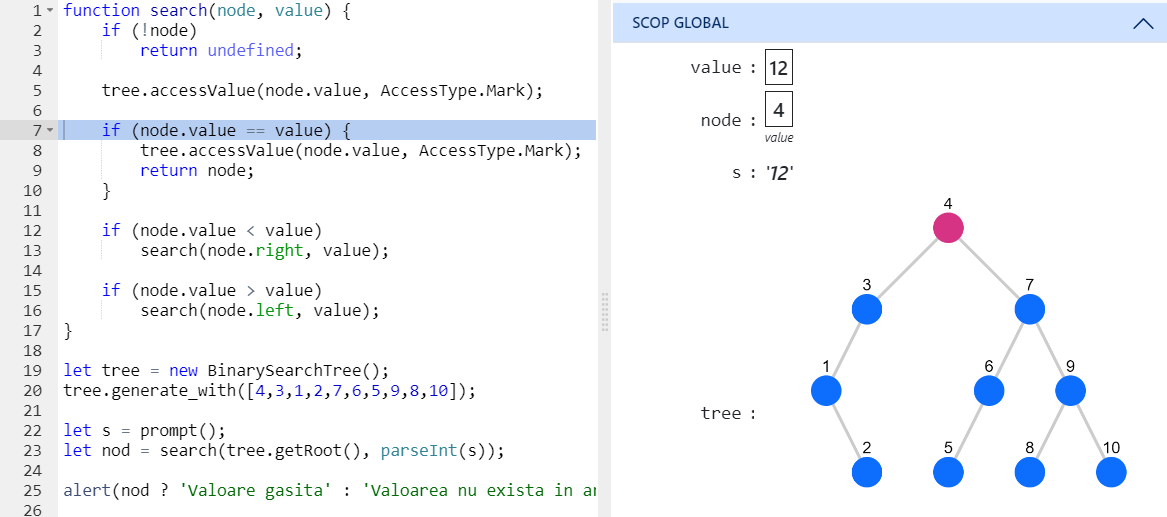 1 function search(node, value) {
2 if (!node)
3 return undefined;
4
5 tree.accessValue(node.value, AccessType.Mark);
6
7 if (node.value == value) {
8 tree.accessValue(node.value, AccessType.Mark);
9 return node;
10 }
11
12 if (node.value < value)
13 search(node.right, value);
14
15 if (node.value > value)
16 search(node.left, value);
17 }
18
19 let tree = new BinarySearchTree();
20 tree.generate_with([4,3,1,2,7,6,5,9,8,10]);
21
22 let s = prompt();
23 let nod = search(tree.getRoot(), parseInt(s));
24
25 alert(nod ? 'Valoare gasita' : 'Valoarea nu exista in
26
SCOP GLOBAL
value : 12
node : 4
value
s : '12'
tree :
4
3 7
1 6 9
2 5 8 10